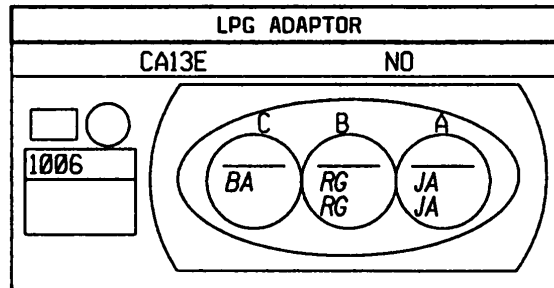 LPG ADAPTOR
CA13E NO
C B A
1006
BA RG JA
RG JA